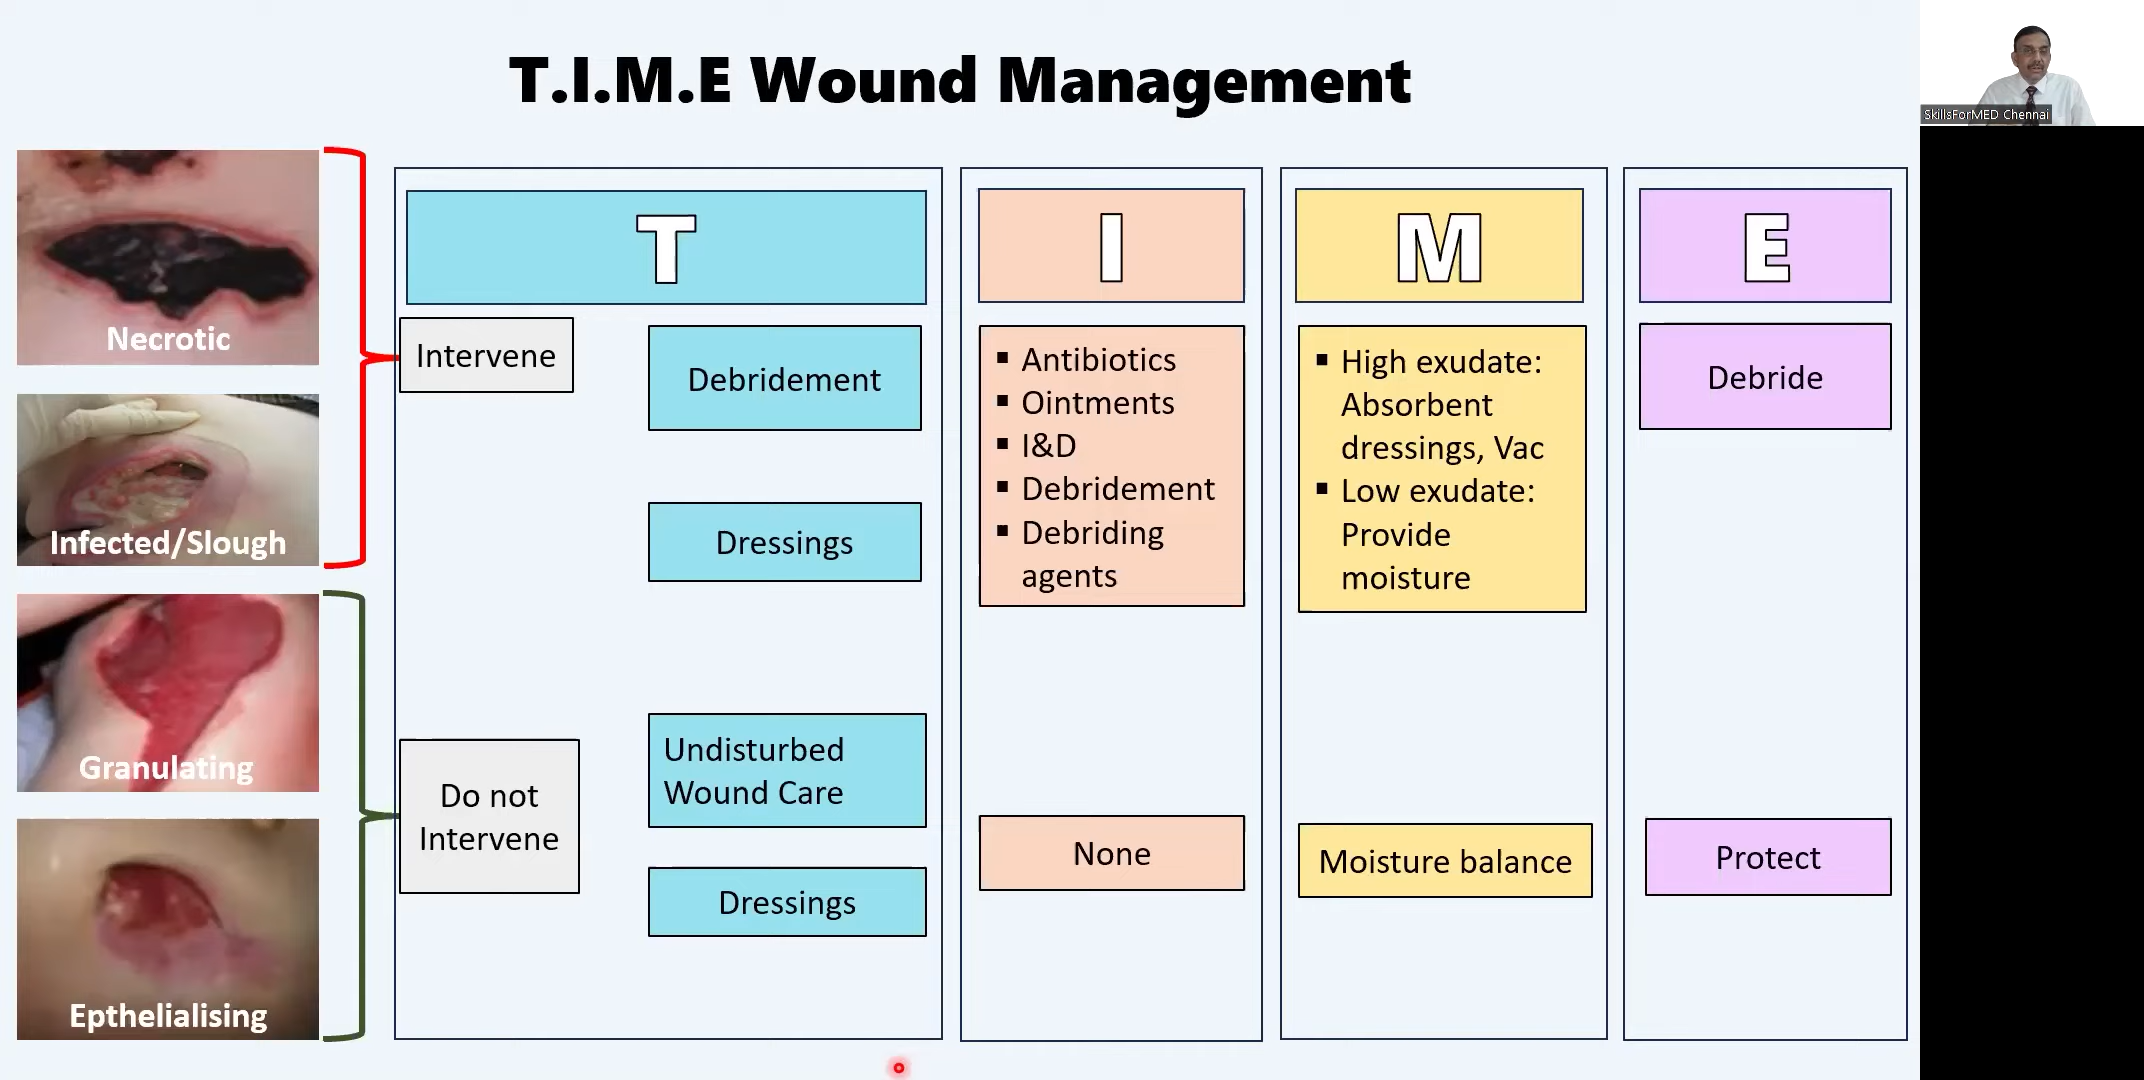 T.I.M.E Wound Management
SkillsForMED Chennai
Necrotic
Infected/Slough
Granulating
Epthelialising
T
Intervene
Debridement
Dressings
Do not
Intervene
Undisturbed
Wound Care
Dressings
I
▪ Antibiotics
▪ Ointments
▪ I&D
▪ Debridement
▪ Debriding
agents
None
M
▪ High exudate:
Absorbent
dressings, Vac
▪ Low exudate:
Provide
moisture
Moisture balance
E
Debride
Protect